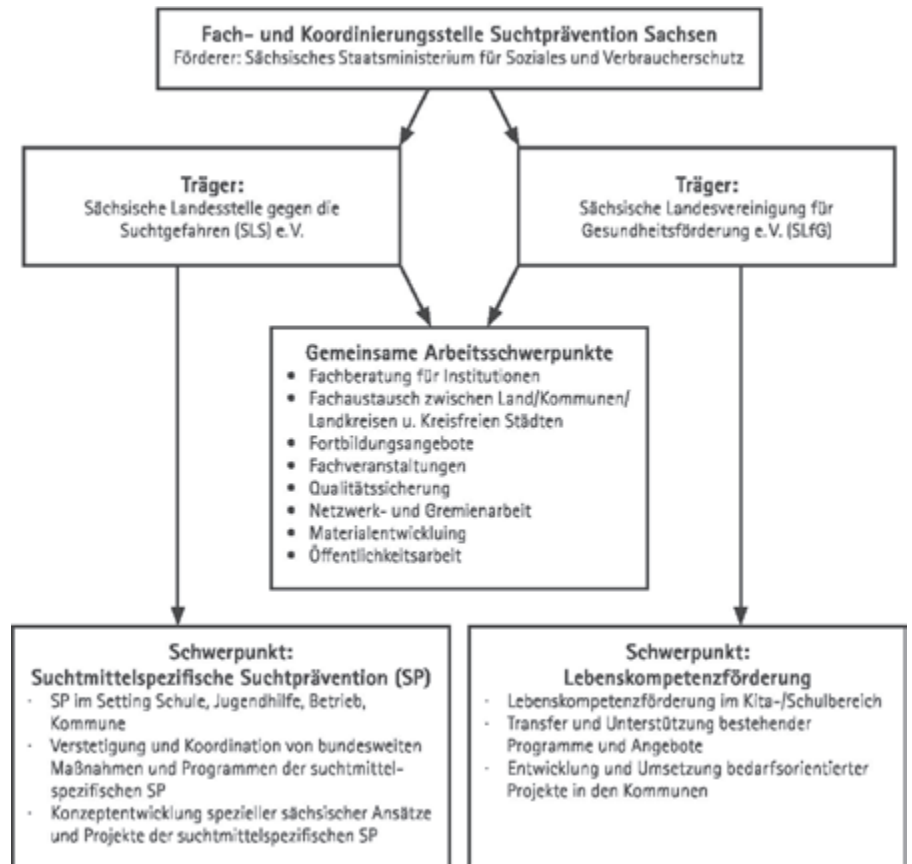 Fach- und Koordinierungsstelle Suchtprävention Sachsen
Förderer: Sächsisches Staatsministerium für Soziales und Verbraucherschutz
Träger:
Sächsische Landesstelle gegen die
Suchtgefahren (SLS) e.V.
Träger:
Sächsische Landesvereinigung für
Gesundheitsförderung e.V. (SLfG)
Gemeinsame Arbeitsschwerpunkte
• Fachberatung für Institutionen
• Fachaustausch zwischen Land/Kommunen/
Landkreisen u. Kreisfreien Städten
• Fortbildungsangebote
• Fachveranstaltungen
• Qualitätssicherung
• Netzwerk- und Gremienarbeit
• Materialentwickluing
• Öffentlichkeitsarbeit
Schwerpunkt:
Suchtmittelspezifische Suchtprävention (SP)
· SP im Setting Schule, Jugendhilfe, Betrieb,
Kommune
· Verstetigung und Koordination von bundesweiten
Maßnahmen und Programmen der suchtmittel-
spezifischen SP
· Konzeptentwicklung spezieller sächsischer Ansätze
und Projekte der suchtmittelspezifischen SP
Schwerpunkt:
Lebenskompetenzförderung
· Lebenskompetenzförderung im Kita-/Schulbereich
· Transfer und Unterstützung bestehender
Programme und Angebote
· Entwicklung und Umsetzung bedarfsorientierter
Projekte in den Kommunen